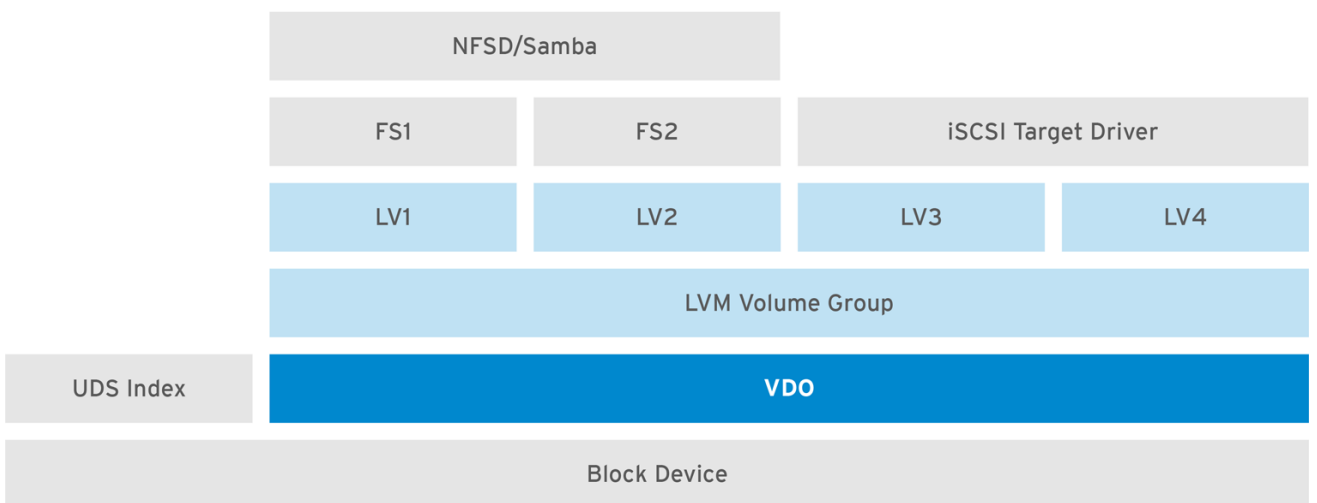 NFSD/Samba
FS1
FS2
iSCSI Target Driver
LV1
LV2
LV3
LV4
LVM Volume Group
UDS Index
VDO
Block Device